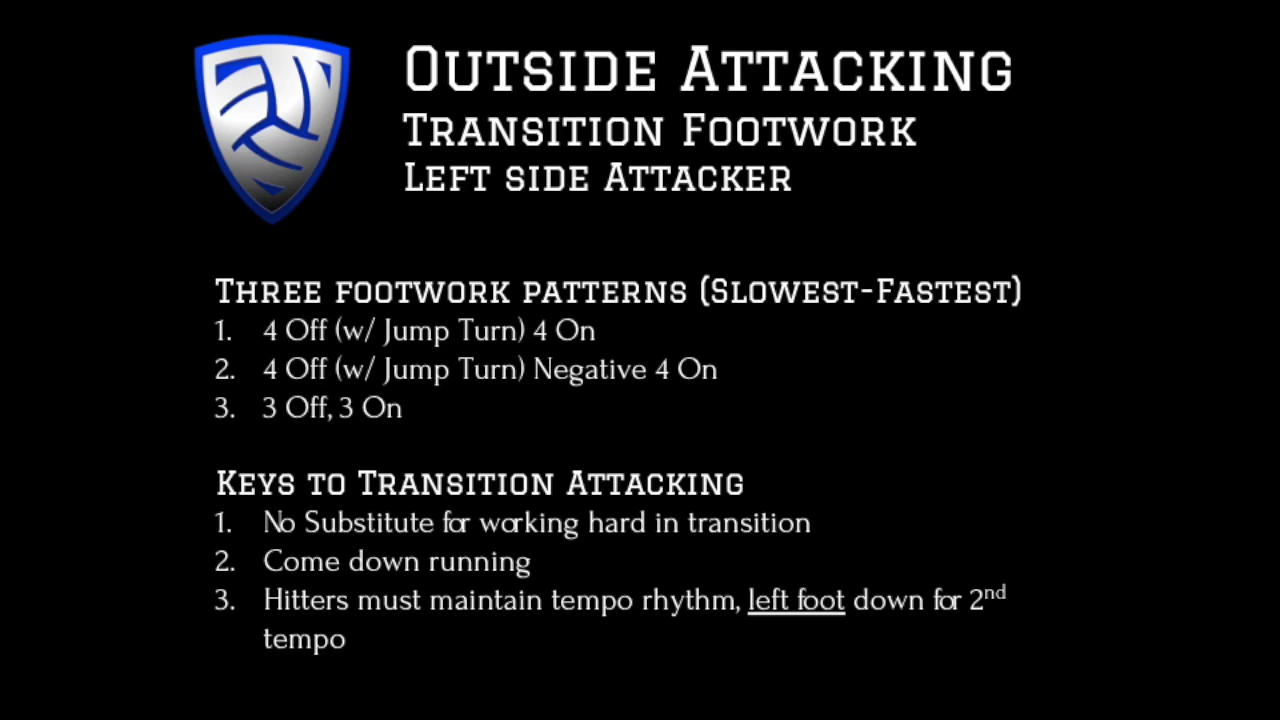 Outside Attacking
Transition Footwork
Left side Attacker
Three footwork patterns (Slowest-Fastest)
1. 4 Off (w/ Jump Turn) 4 On
2. 4 Off (w/ Jump Turn) Negative 4 On
3. 3 Off, 3 On
Keys to Transition Attacking
1. No Substitute for working hard in transition
2. Come down running
3. Hitters must maintain tempo rhythm, left foot down for 2nd
tempo